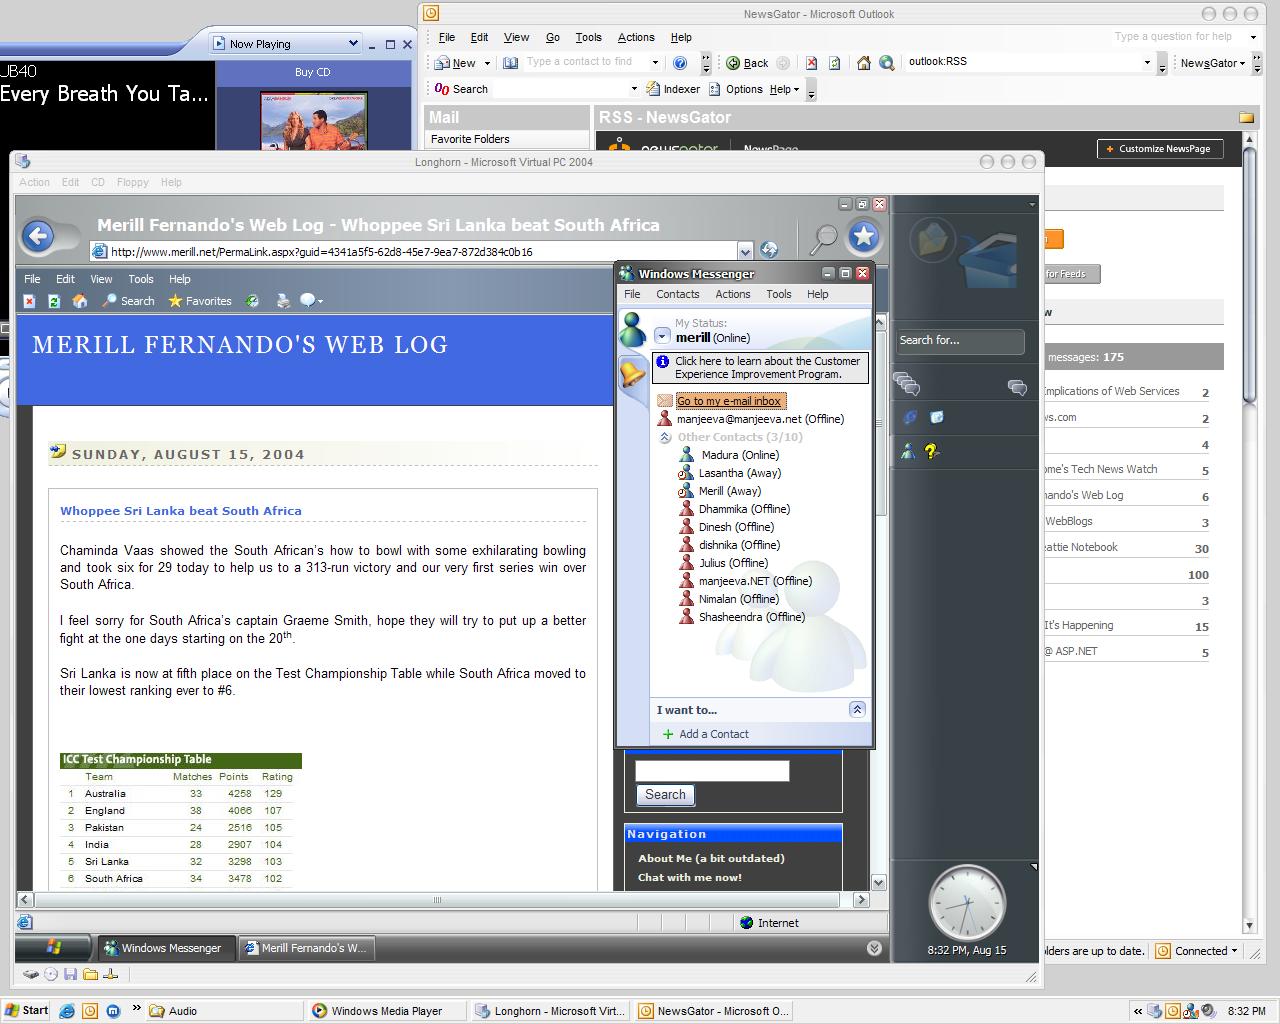 NewsGator - Microsoft Outlook
File Edit View Go Tools Actions Help
Type a question for help
New
Type a contact to find
Back
outlook:RSS
NewsGator
Search
Indexer
Options
Help
Mail
RSS - NewsGator
Favorite Folders
Customize NewsPage
Now Playing
JB40
Every Breath You Ta...
Buy CD
Longhorn - Microsoft Virtual PC 2004
Action Edit CD Floppy Help
Merill Fernando's Web Log - Whoppee Sri Lanka beat South Africa
http://www.merill.net/PermaLink.aspx?guid=4341a5f5-62d8-45e7-9ea7-872d384c0b16
File Edit View Tools Help
Search Favorites
MERILL FERNANDO'S WEB LOG
SUNDAY, AUGUST 15, 2004
Whoppee Sri Lanka beat South Africa
Chaminda Vaas showed the South African's how to bowl with some exhilarating bowling
and took six for 29 today to help us to a 313-run victory and our very first series win over
South Africa.
I feel sorry for South Africa's captain Graeme Smith, hope they will try to put up a better
fight at the one days starting on the 20th.
Sri Lanka is now at fifth place on the Test Championship Table while South Africa moved to
their lowest ranking ever to #6.
ICC Test Championship Table
Team Matches Points Rating
1 Australia 33 4258 129
2 England 38 4066 107
3 Pakistan 24 2516 105
4 India 28 2907 104
5 Sri Lanka 32 3298 103
6 South Africa 34 3478 102
Windows Messenger
File Contacts Actions Tools Help
My Status:
merill (Online)
Click here to learn about the Customer
Experience Improvement Program.
Go to my e-mail inbox
manjeeva@manjeeva.net (Offline)
Other Contacts (3/10)
Madura (Online)
Lasantha (Away)
Merill (Away)
Dhammika (Offline)
Dinesh (Offline)
dishnika (Offline)
Julius (Offline)
manjeeva.NET (Offline)
Nimalan (Offline)
Shasheendra (Offline)
I want to...
Add a Contact
Search
Navigation
About Me (a bit outdated)
Chat with me now!
Internet
Windows Messenger
Merill Fernando's W...
Search for...
8:32 PM, Aug 15
for Feeds
messages: 175
mplications of Web Services 2
ws.com 2
4
ome's Tech News Watch 5
nando's Web Log 6
WebBlogs 3
eattle Notebook 30
100
3
It's Happening 15
@ ASP.NET 5
olders are up to date.
Connected
Start
Audio
Windows Media Player
Longhorn - Microsoft Virt...
NewsGator - Microsoft O...
8:32 PM